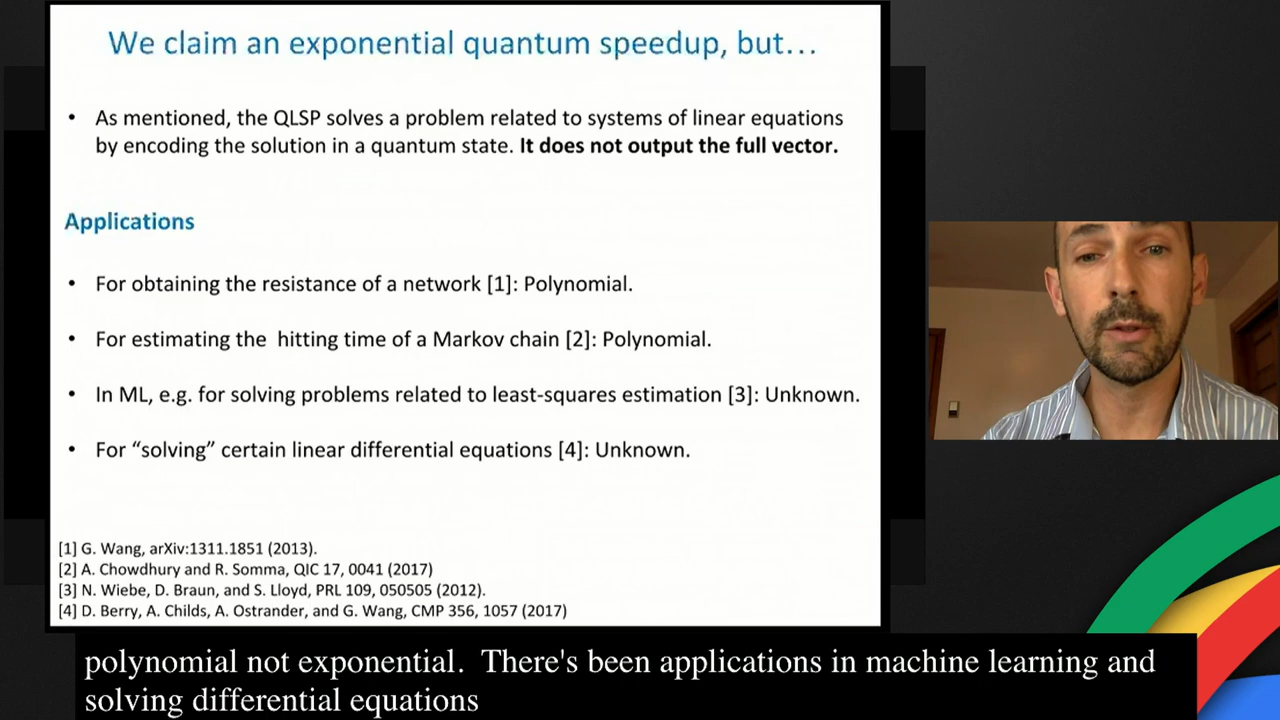 We claim an exponential quantum speedup, but…
• As mentioned, the QLSP solves a problem related to systems of linear equations
by encoding the solution in a quantum state. It does not output the full vector.
Applications
• For obtaining the resistance of a network [1]: Polynomial.
• For estimating the hitting time of a Markov chain [2]: Polynomial.
• In ML, e.g. for solving problems related to least-squares estimation [3]: Unknown.
• For “solving” certain linear differential equations [4]: Unknown.
[1] G. Wang, arXiv:1311.1851 (2013).
[2] A. Chowdhury and R. Somma, QIC 17, 0041 (2017)
[3] N. Wiebe, D. Braun, and S. Lloyd, PRL 109, 050505 (2012).
[4] D. Berry, A. Childs, A. Ostrander, and G. Wang, CMP 356, 1057 (2017)
polynomial not exponential. There's been applications in machine learning and
solving differential equations